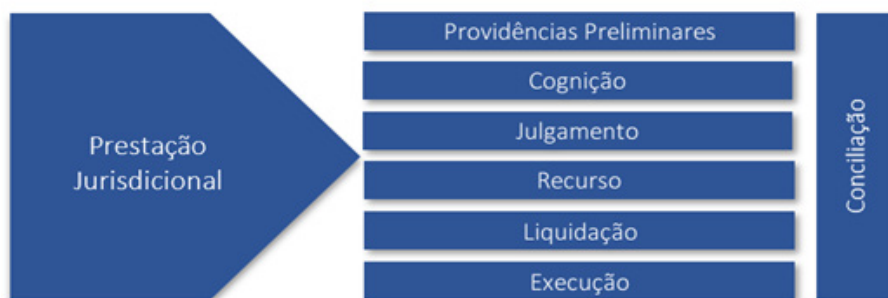 Prestação
Jurisdicional
Providências Preliminares
Cognição
Julgamento
Recurso
Liquidação
Execução
Conciliação